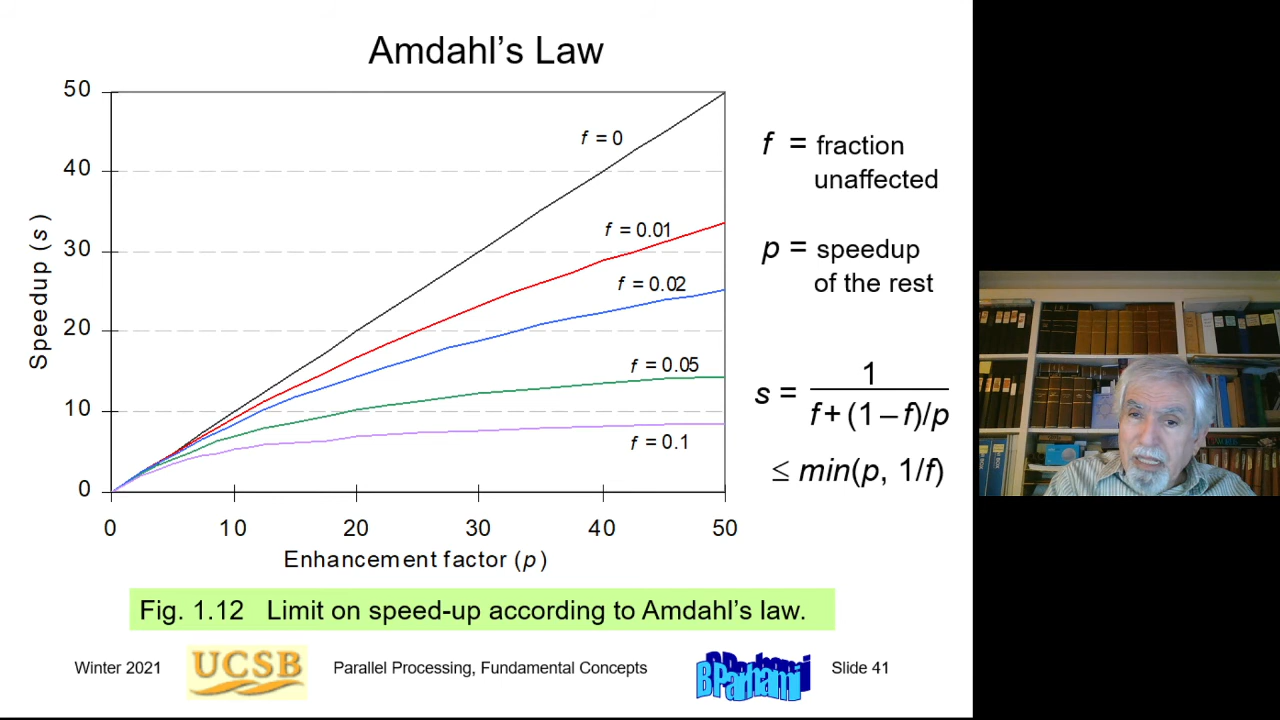 Amdahl's Law
50
40
30
20
10
0
Speedup (s)
f = 0
f = 0.01
f = 0.02
f = 0.05
f = 0.1
0 10 20 30 40 50
Enhancement factor (p)
f = fraction
unaffected
p = speedup
of the rest
s = 1
f + (1 – f)/p
≤ min(p, 1/f)
Fig. 1.12 Limit on speed-up according to Amdahl's law.
Winter 2021 UCSB Parallel Processing, Fundamental Concepts BParhami Slide 41